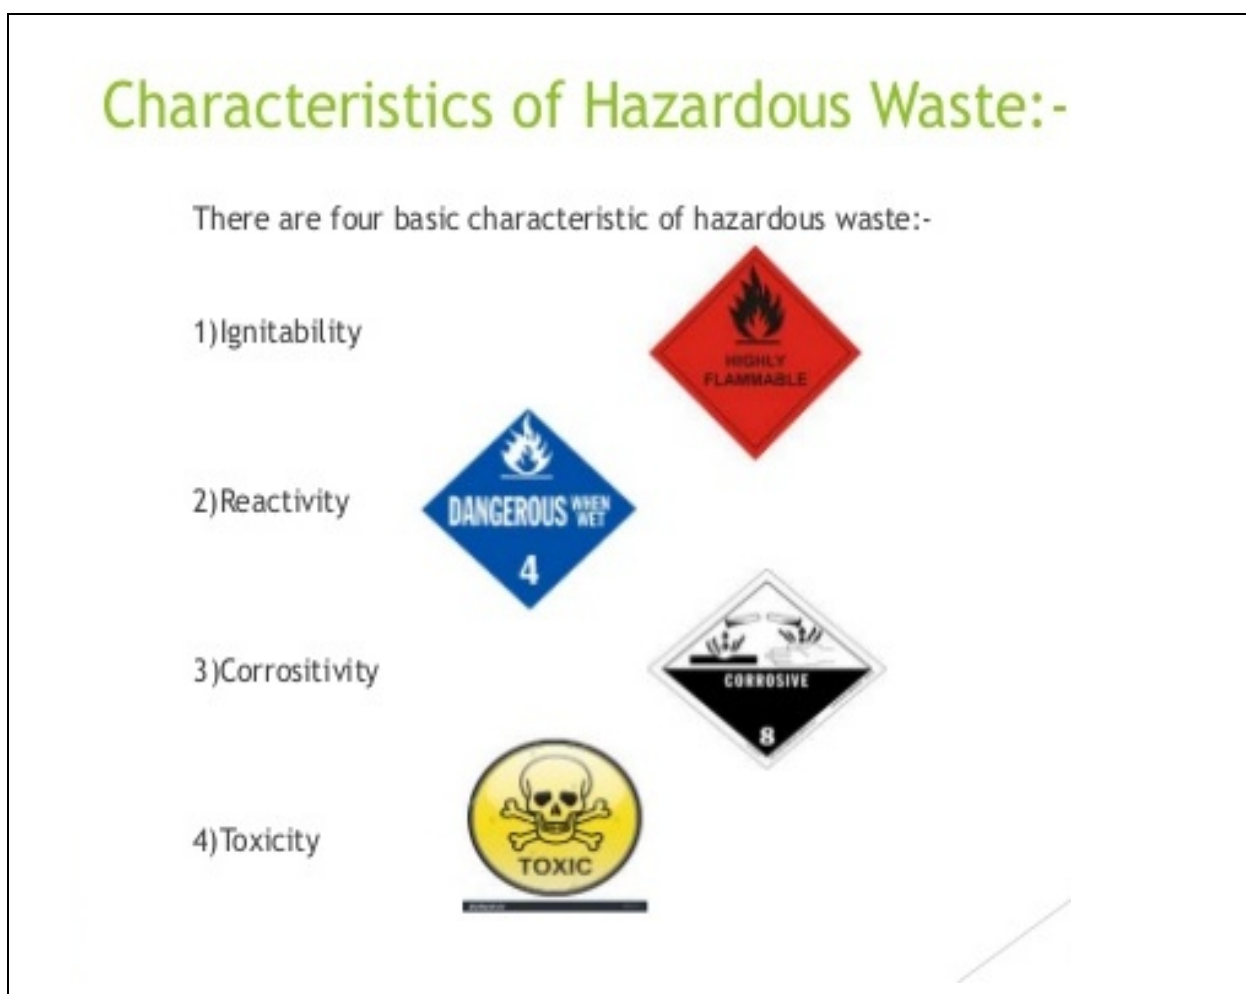 Characteristics of Hazardous Waste:-
There are four basic characteristic of hazardous waste:-
1)Ignitability
HIGHLY
FLAMMABLE
2)Reactivity
DANGEROUS WHEN WET
4
3)Corrositivity
CORROSIVE
8
4)Toxicity
TOXIC